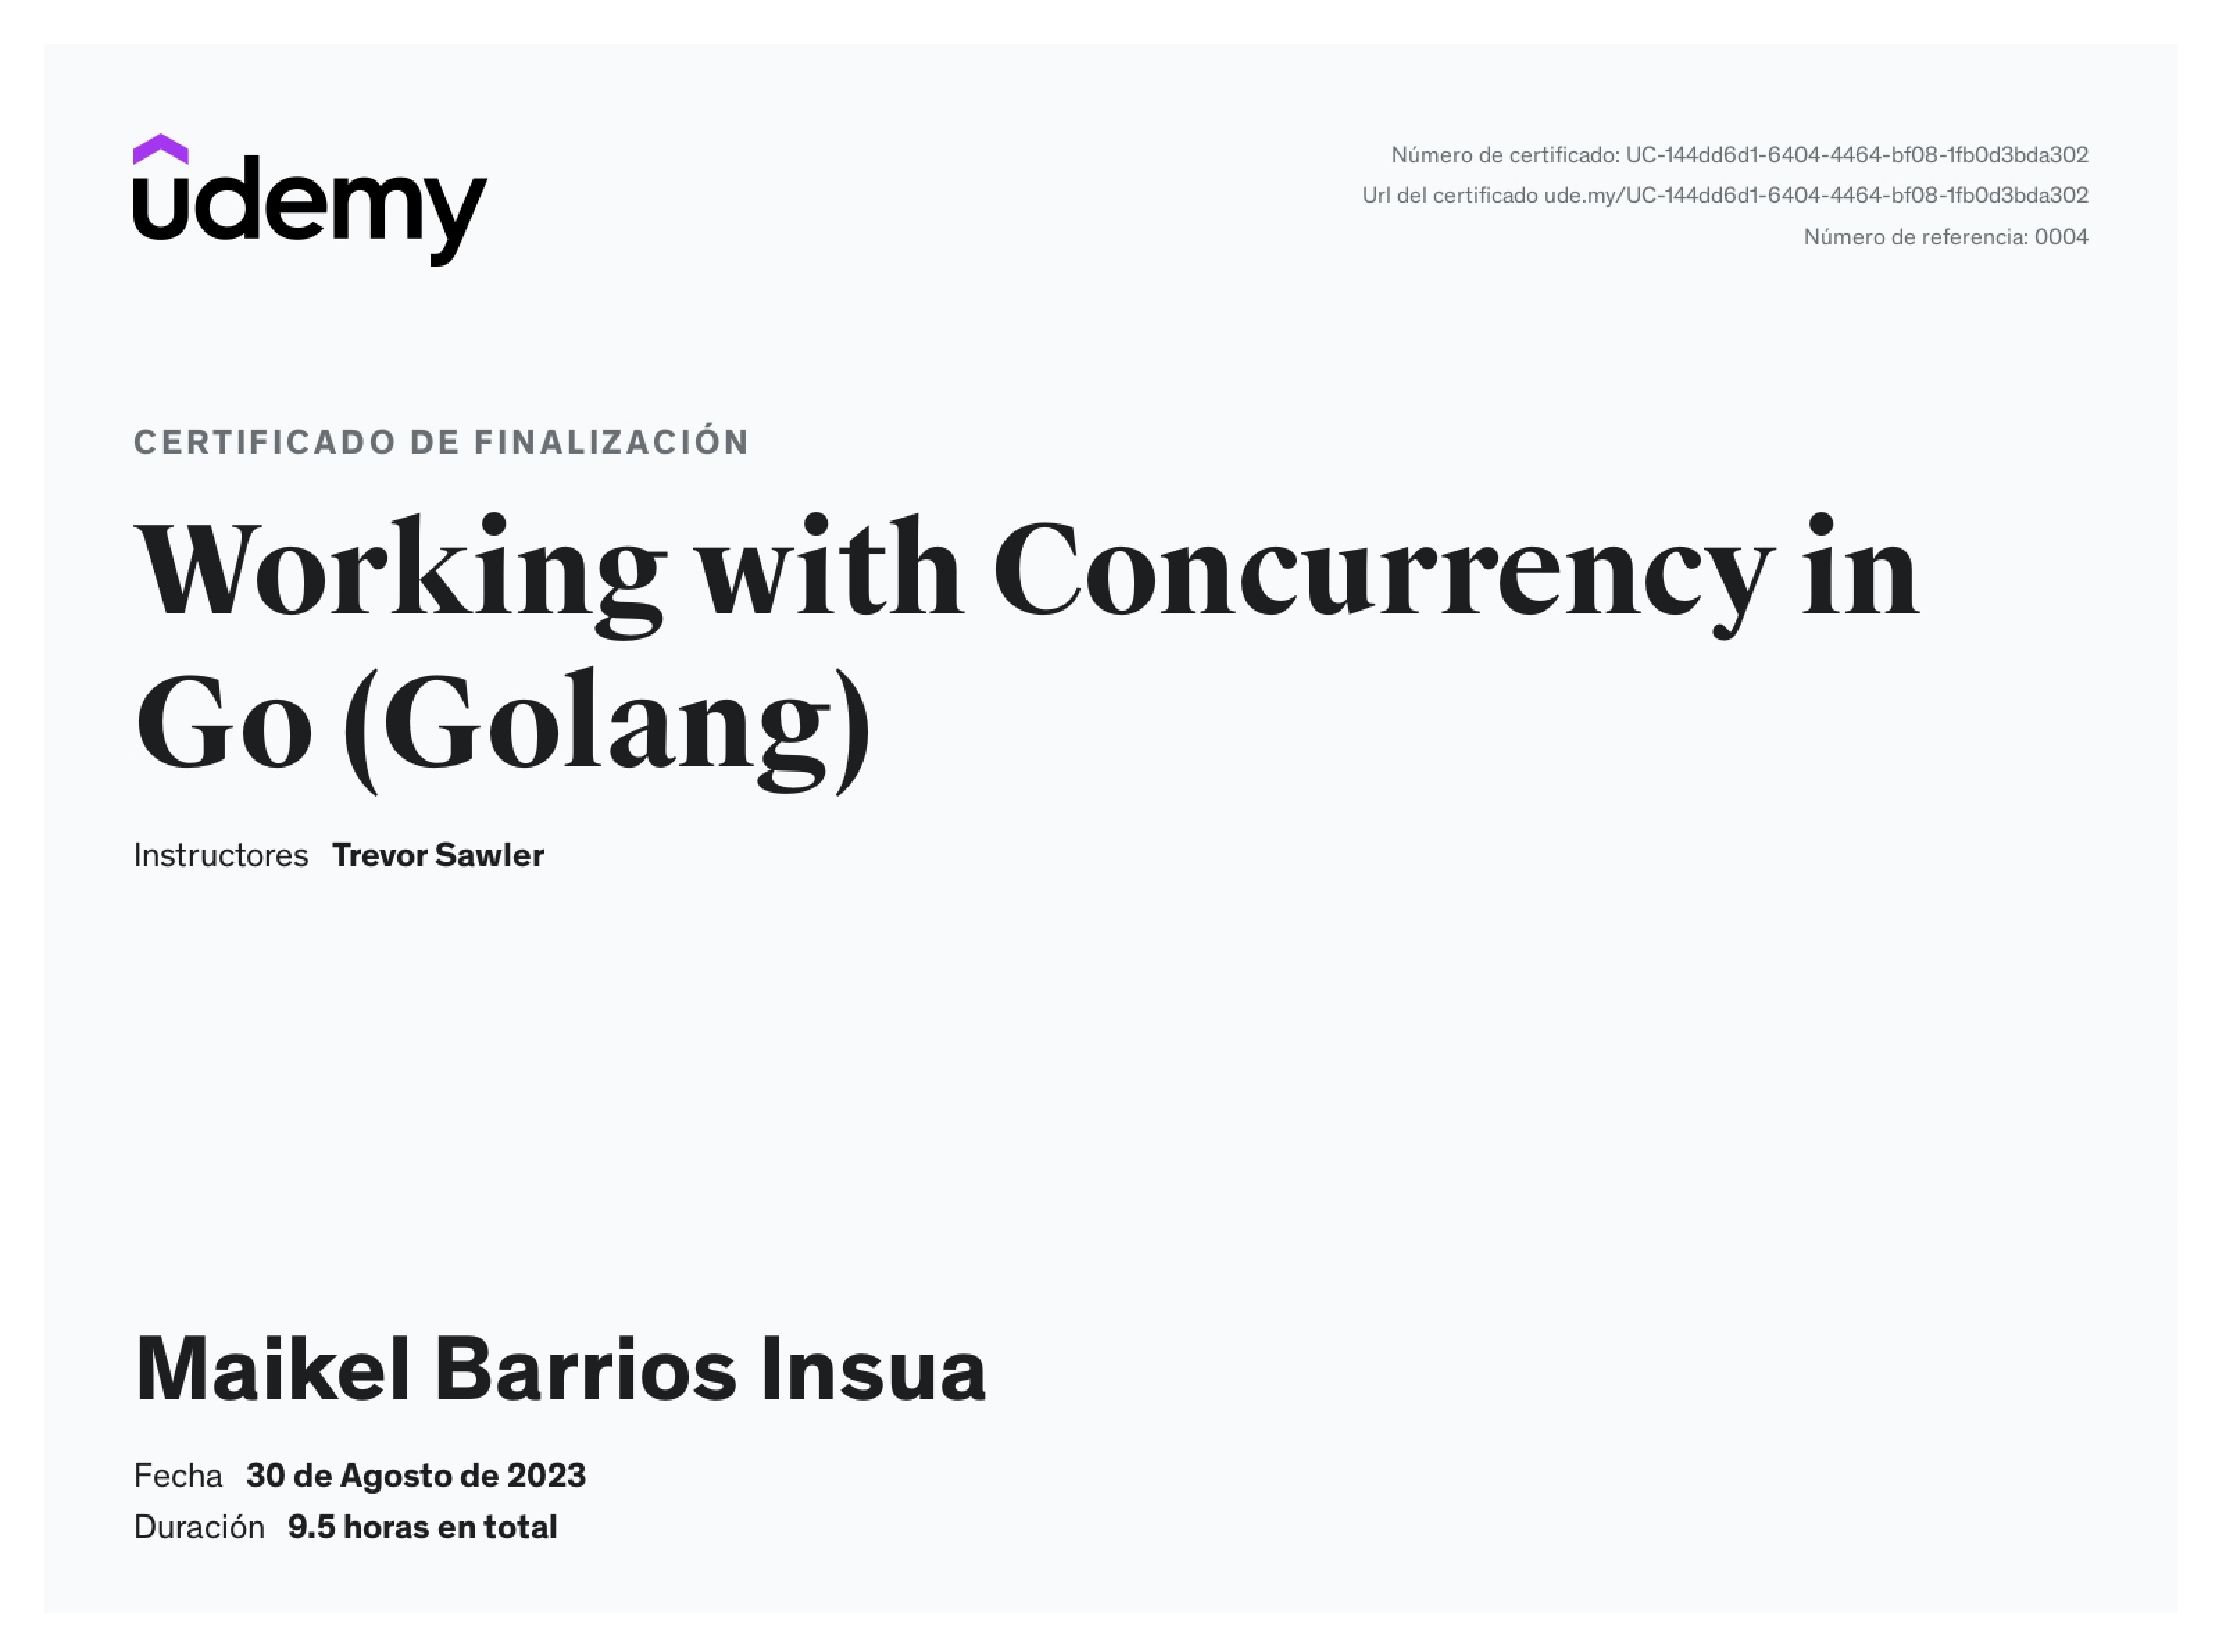 udemy
Número de certificado: UC-144dd6d1-6404-4464-bf08-1fb0d3bda302
Url del certificado ude.my/UC-144dd6d1-6404-4464-bf08-1fb0d3bda302
Número de referencia: 0004
CERTIFICADO DE FINALIZACIÓN
Working with Concurrency in
Go (Golang)
Instructores Trevor Sawler
Maikel Barrios Insua
Fecha 30 de Agosto de 2023
Duración 9.5 horas en total